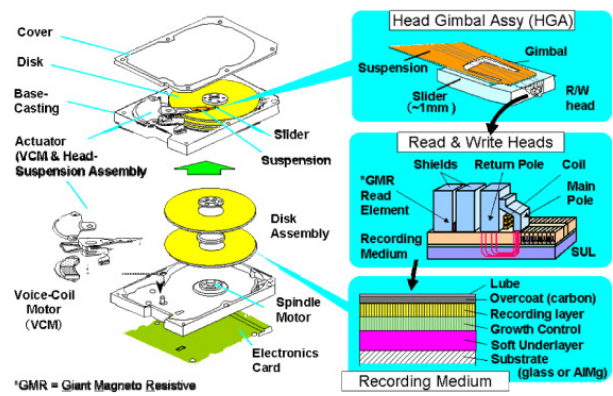 Cover
Disk
Base-
Casting
Actuator
(VCM & Head-
Suspension Assembly
Slider
Suspension
Disk
Assembly
Voice-Coil
Motor
(VCM)
Spindle
Motor
Electronics
Card
*GMR = Giant Magneto Resistive
Head Gimbal Assy (HGA)
Suspension
Gimbal
Slider
(~1mm)
R/W
head
Read & Write Heads
Shields
Return Pole
Coil
*GMR
Read
Element
Main
Pole
Recording
Medium
SUL
Lube
Overcoat (carbon)
Recording layer
Growth Control
Soft Underlayer
Substrate
(glass or AlMg)
Recording Medium